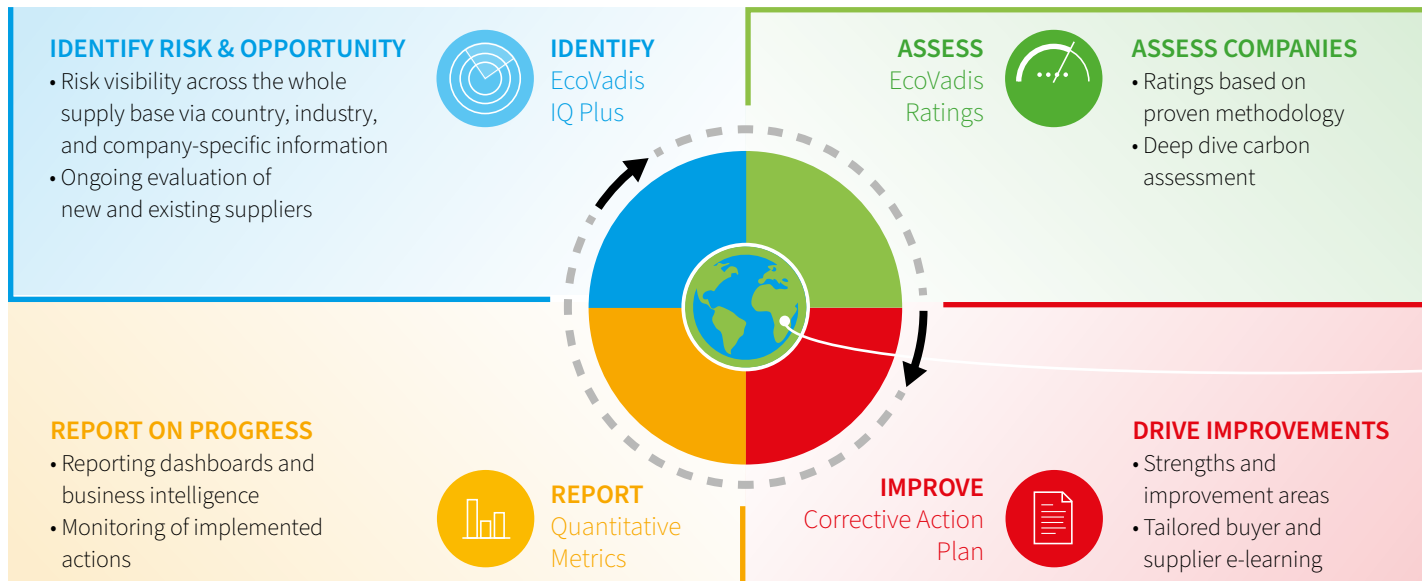 IDENTIFY RISK & OPPORTUNITY
• Risk visibility across the whole
supply base via country, industry,
and company-specific information
• Ongoing evaluation of
new and existing suppliers
IDENTIFY
EcoVadis
IQ Plus
ASSESS
EcoVadis
Ratings
ASSESS COMPANIES
• Ratings based on
proven methodology
• Deep dive carbon
assessment
REPORT ON PROGRESS
• Reporting dashboards and
business intelligence
• Monitoring of implemented
actions
REPORT
Quantitative
Metrics
IMPROVE
Corrective Action
Plan
DRIVE IMPROVEMENTS
• Strengths and
improvement areas
• Tailored buyer and
supplier e-learning